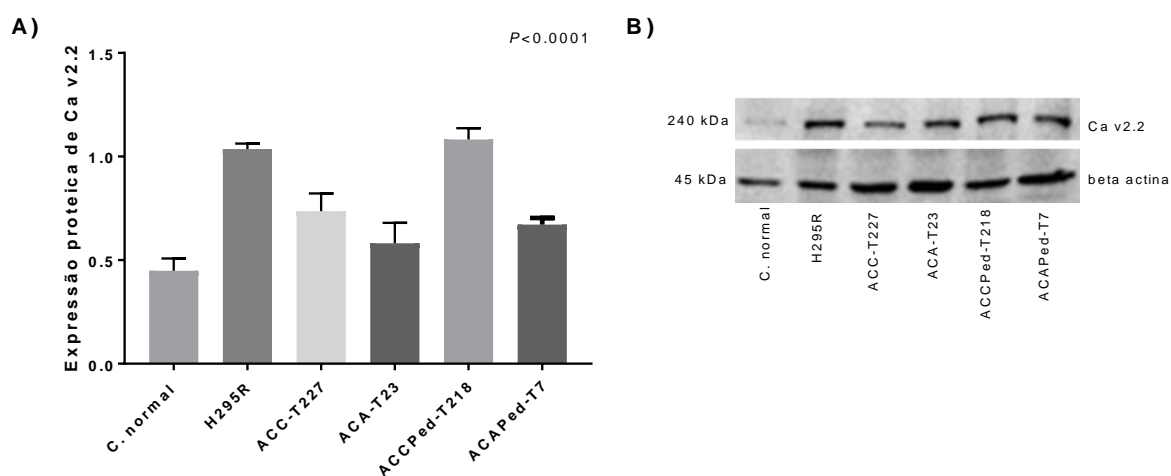 A)
P<0.0001
Expressão proteica de Ca v2.2
1.5
1.0
0.5
0.0
C. normal
H295R
ACC-T227
ACA-T23
ACCPed-T218
ACAPed-T7
B)
240 kDa
Ca v2.2
45 kDa
beta actina
C. normal
H295R
ACC-T227
ACA-T23
ACCPed-T218
ACAPed-T7